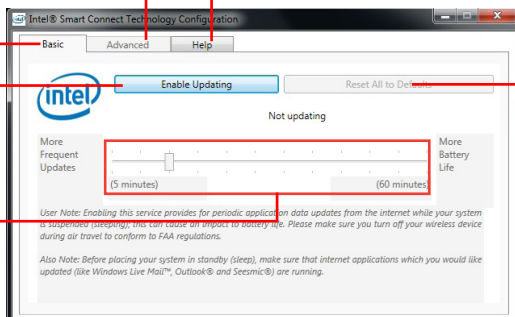 Intel® Smart Connect Technology Configuration
Basic Advanced Help
intel
Enable Updating Reset All to Defaults
Not updating
More Frequent Updates
More Battery Life
(5 minutes) (60 minutes)
User Note: Enabling this service provides for periodic application data updates from the internet while your system
is suspended (sleeping); this can cause an impact to battery life. Please make sure you turn off your wireless device
during air travel to conform to FAA regulations.
Also Note: Before placing your system in standby (sleep), make sure that internet applications which you would like
updated (like Windows Live Mail™, Outlook® and Seesmic®) are running.